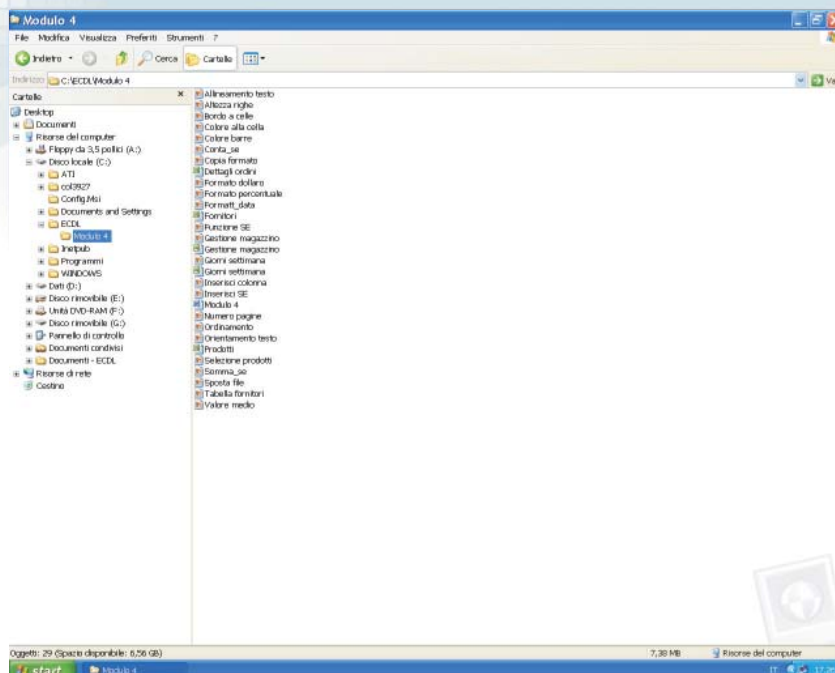 Modulo 4
File Modifica Visualizza Preferiti Strumenti ?
Indietro Cerca Cartelle
Indirizzo C:\ECDL\Modulo 4 Va
Cartelle
Desktop
Documenti
Risorse del computer
Floppy da 3,5 pollici (A:)
Disco locale (C:)
ATI
col3927
Config.Msi
Documents and Settings
ECDL
Modulo 4
Inetpub
Programmi
WINDOWS
Dati (D:)
Disco rimovibile (E:)
Unità DVD-RAM (F:)
Disco rimovibile (G:)
Pannello di controllo
Documenti condivisi
Documenti - ECDL
Risorse di rete
Cestino
Allineamento testo
Altezza righe
Bordo a celle
Colore alla cella
Colore barre
Conta_se
Copia formato
Dettagli ordini
Formato dollaro
Formato percentuale
Formatt_data
Fornitori
Funzione SE
Gestione magazzino
Gestione magazzino
Giorni settimana
Giorni settimana
Inserisci colonna
Inserisci SE
Modulo 4
Numero pagine
Ordinamento
Orientamento testo
Prodotti
Selezione prodotti
Somma_se
Sposta file
Tabella fornitori
Valore medio
Oggetti: 29 (Spazio disponibile: 6,56 GB) 7,39 MB Risorse del computer
start Modulo 4 IT